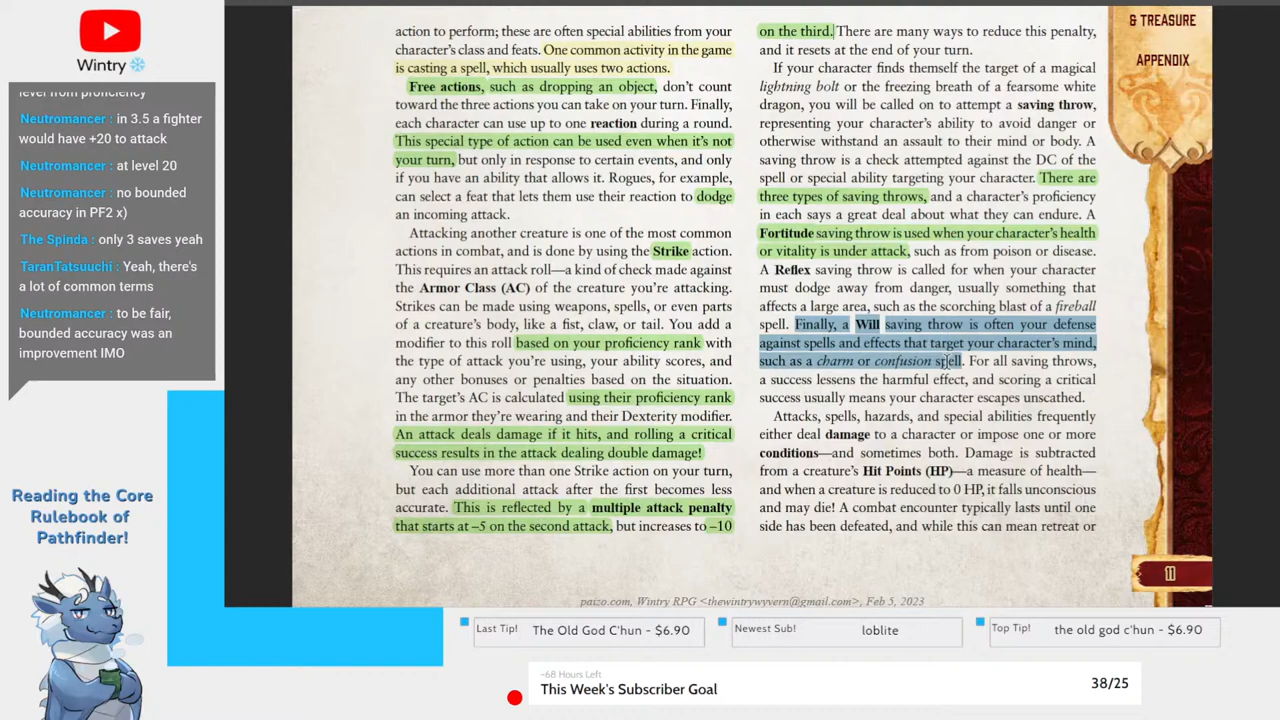 Wintry ❄
level from proficiency
Neutromancer : in 3.5 a fighter
would have +20 to attack
Neutromancer : at level 20
Neutromancer : no bounded
accuracy in PF2 x)
The Spinda : only 3 saves yeah
TaranTatsuuchi : Yeah, there's
a lot of common terms
Neutromancer : to be fair,
bounded accuracy was an
improvement IMO
Reading the Core
Rulebook of
Pathfinder!
action to perform; these are often special abilities from your
character's class and feats. One common activity in the game
is casting a spell, which usually uses two actions.
Free actions, such as dropping an object, don't count
toward the three actions you can take on your turn. Finally,
each character can use up to one reaction during a round.
This special type of action can be used even when it's not
your turn, but only in response to certain events, and only
if you have an ability that allows it. Rogues, for example,
can select a feat that lets them use their reaction to dodge
an incoming attack.
Attacking another creature is one of the most common
actions in combat, and is done by using the Strike action.
This requires an attack roll—a kind of check made against
the Armor Class (AC) of the creature you're attacking.
Strikes can be made using weapons, spells, or even parts
of a creature's body, like a fist, claw, or tail. You add a
modifier to this roll based on your proficiency rank with
the type of attack you're using, your ability scores, and
any other bonuses or penalties based on the situation.
The target's AC is calculated using their proficiency rank
in the armor they're wearing and their Dexterity modifier.
An attack deals damage if it hits, and rolling a critical
success results in the attack dealing double damage!
You can use more than one Strike action on your turn,
but each additional attack after the first becomes less
accurate. This is reflected by a multiple attack penalty
that starts at –5 on the second attack, but increases to –10
on the third. There are many ways to reduce this penalty,
and it resets at the end of your turn.
If your character finds themself the target of a magical
lightning bolt or the freezing breath of a fearsome white
dragon, you will be called on to attempt a saving throw,
representing your character's ability to avoid danger or
otherwise withstand an assault to their mind or body. A
saving throw is a check attempted against the DC of the
spell or special ability targeting your character. There are
three types of saving throws, and a character's proficiency
in each says a great deal about what they can endure. A
Fortitude saving throw is used when your character's health
or vitality is under attack, such as from poison or disease.
A Reflex saving throw is called for when your character
must dodge away from danger, usually something that
affects a large area, such as the scorching blast of a fireball
spell. Finally, a Will saving throw is often your defense
against spells and effects that target your character's mind,
such as a charm or confusion spell. For all saving throws,
a success lessens the harmful effect, and scoring a critical
success usually means your character escapes unscathed.
Attacks, spells, hazards, and special abilities frequently
either deal damage to a character or impose one or more
conditions—and sometimes both. Damage is subtracted
from a creature's Hit Points (HP)—a measure of health—
and when a creature is reduced to 0 HP, it falls unconscious
and may die! A combat encounter typically lasts until one
side has been defeated, and while this can mean retreat or
& TREASURE
APPENDIX
11
paizo.com, Wintry RPG <thewintrywyvern@gmail.com>, Feb 5, 2023
Last Tip! The Old God C'hun - $6.90
Newest Sub! loblite
Top Tip! the old god c'hun - $6.90
~68 Hours Left
This Week's Subscriber Goal 38/25